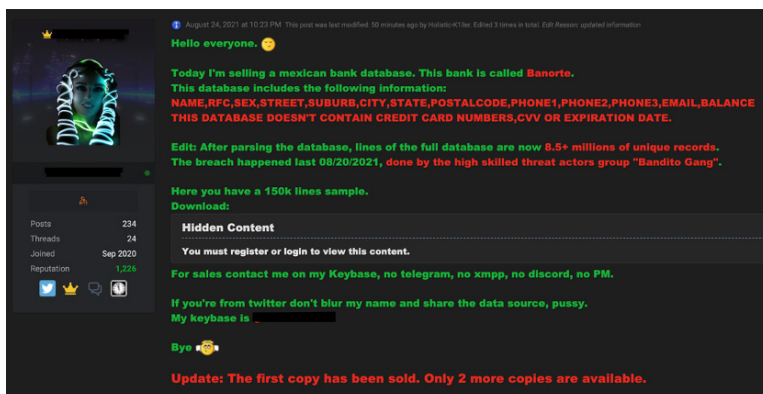 August 24, 2021 at 10:23 PM This post was last modified: 50 minutes ago by Holistic-K1ller. Edited 3 times in total. Edit Reason: updated information
Hello everyone.
Today I'm selling a mexican bank database. This bank is called Banorte.
This database includes the following information:
NAME,RFC,SEX,STREET,SUBURB,CITY,STATE,POSTALCODE,PHONE1,PHONE2,PHONE3,EMAIL,BALANCE
THIS DATABASE DOESN'T CONTAIN CREDIT CARD NUMBERS,CVV OR EXPIRATION DATE.
Edit: After parsing the database, lines of the full database are now 8.5+ millions of unique records.
The breach happened last 08/20/2021, done by the high skilled threat actors group "Bandito Gang".
Here you have a 150k lines sample.
Download:
Hidden Content
You must register or login to view this content.
For sales contact me on my Keybase, no telegram, no xmpp, no discord, no PM.
If you're from twitter don't blur my name and share the data source, pussy.
My keybase is
Bye
Update: The first copy has been sold. Only 2 more copies are available.
Posts 234
Threads 24
Joined Sep 2020
Reputation 1,226